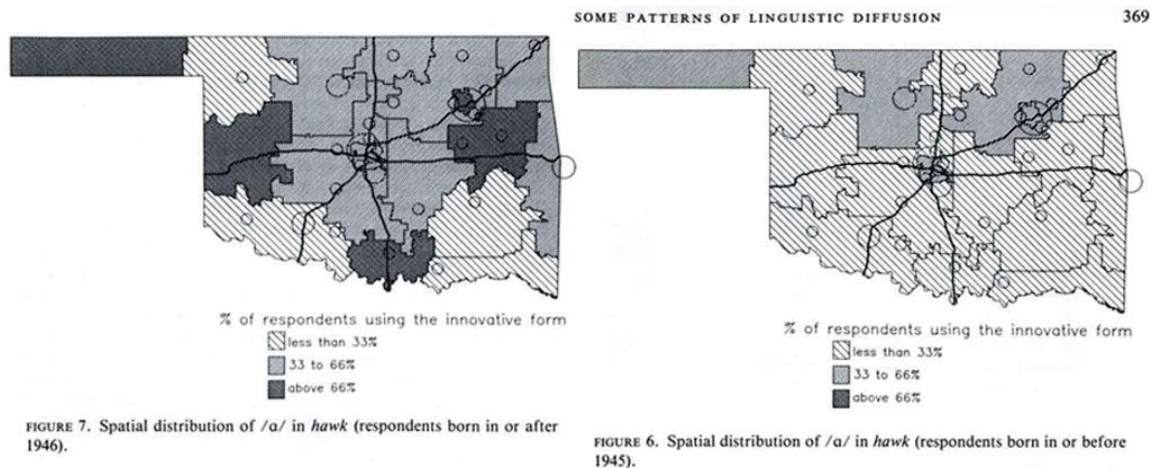 SOME PATTERNS OF LINGUISTIC DIFFUSION 369
% of respondents using the innovative form
less than 33%
33 to 66%
above 66%
FIGURE 7. Spatial distribution of /ɑ/ in hawk (respondents born in or after
1946).
% of respondents using the innovative form
less than 33%
33 to 66%
above 66%
FIGURE 6. Spatial distribution of /ɑ/ in hawk (respondents born in or before
1945).